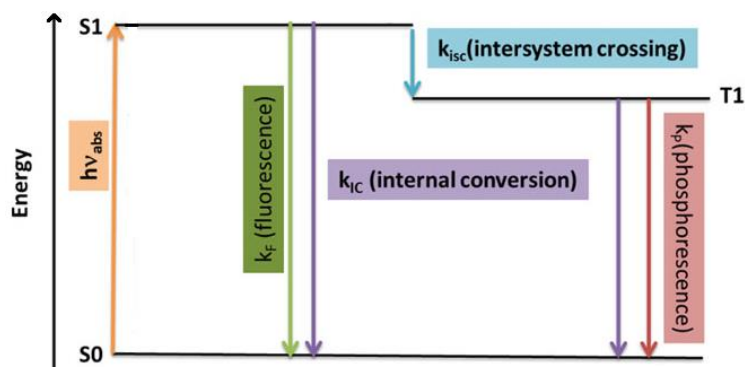 S1
k_isc(intersystem crossing)
T1
Energy
hν_abs
k_F (fluorescence)
k_IC (internal conversion)
k_P(phosphorescence)
S0